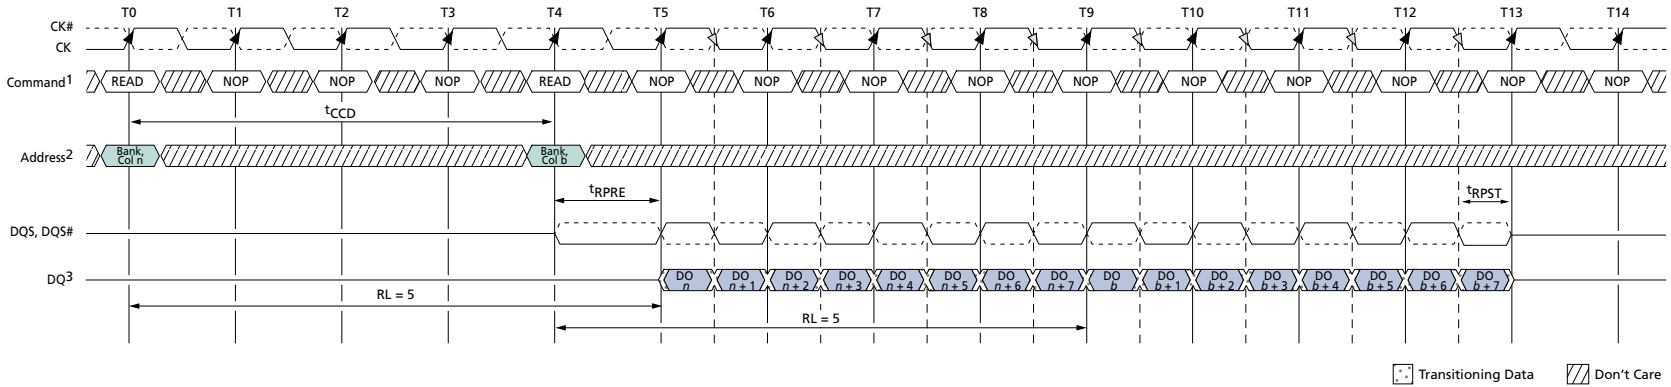 T0 T1 T2 T3 T4 T5 T6 T7 T8 T9 T10 T11 T12 T13 T14
CK#
CK
Command1 READ NOP NOP NOP READ NOP NOP NOP NOP NOP NOP NOP NOP NOP NOP
tCCD
Address2 Bank, Col n Bank, Col b
tRPRE tRPST
DQS, DQS#
DQ3 DO n DO n + 1 DO n + 2 DO n + 3 DO n + 4 DO n + 5 DO n + 6 DO n + 7 DO b DO b + 1 DO b + 2 DO b + 3 DO b + 4 DO b + 5 DO b + 6 DO b + 7
RL = 5
RL = 5
Transitioning Data Don't Care